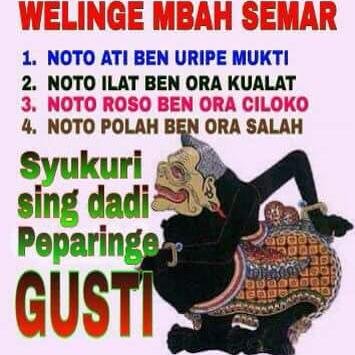 WELINGE MBAH SEMAR
1. NOTO ATI BEN URIPE MUKTI
2. NOTO ILAT BEN ORA KUALAT
3. NOTO ROSO BEN ORA CILOKO
4. NOTO POLAH BEN ORA SALAH
Syukuri
sing dadi
Peparinge
GUSTI